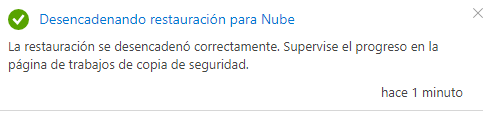 Desencadenando restauración para Nube
La restauración se desencadenó correctamente. Supervise el progreso en la
página de trabajos de copia de seguridad.
hace 1 minuto